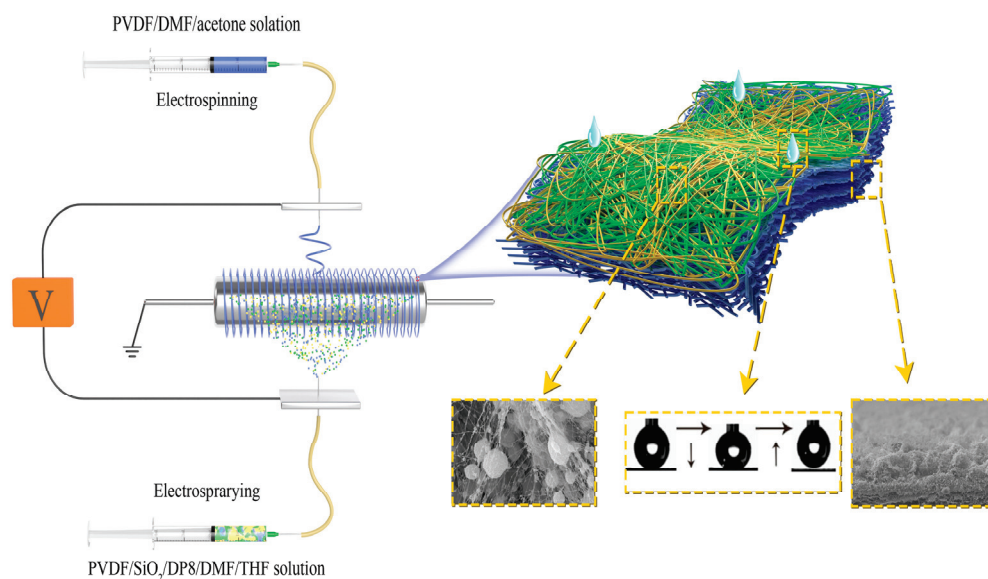 PVDF/DMF/acetone solation
Electrospinning
V
Electrosprarying
PVDF/SiO₂/DP8/DMF/THF solution